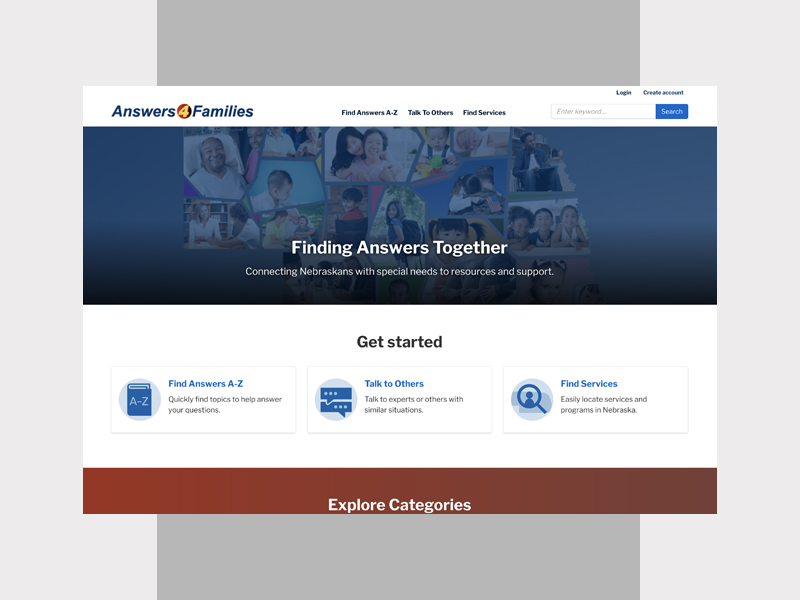 Login Create account
Answers4Families
Find Answers A-Z Talk To Others Find Services
Enter keyword ... Search
Finding Answers Together
Connecting Nebraskans with special needs to resources and support.
Get started
Find Answers A-Z
Quickly find topics to help answer
your questions.
A-Z
Talk to Others
Talk to experts or others with
similar situations.
Find Services
Easily locate services and
programs in Nebraska.
Explore Categories